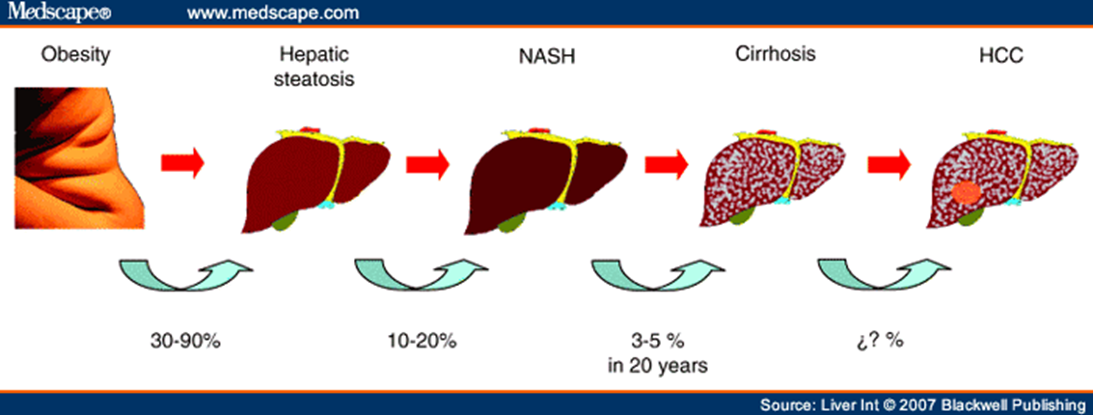 Medscape® www.medscape.com
Obesity
Hepatic
steatosis
NASH
Cirrhosis
HCC
30-90%
10-20%
3-5 %
in 20 years
¿? %
Source: Liver Int © 2007 Blackwell Publishing